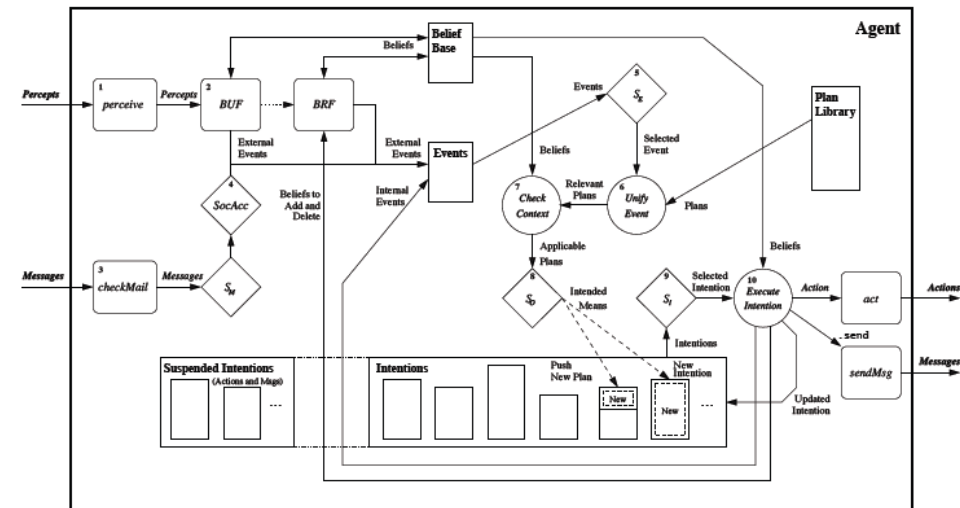 Agent
Belief
Base
Beliefs
1
perceive
Percepts
Percepts
2
BUF
BRF
5
S_E
Events
Plan
Library
External
Events
External
Events
Events
Selected
Event
Beliefs
4
SocAcc
Beliefs to
Add and
Delete
Internal
Events
7
Check
Context
Relevant
Plans
6
Unify
Event
Plans
Applicable
Plans
Beliefs
Messages
3
checkMail
Messages
S_M
8
S_O
Intended
Means
9
S_I
Selected
Intention
10
Execute
Intention
Action
act
Actions
.send
sendMsg
Messages
Intentions
Suspended Intentions
(Actions and Msgs)
...
Intentions
Push
New Plan
New
New
Intention
New
...
Updated
Intention